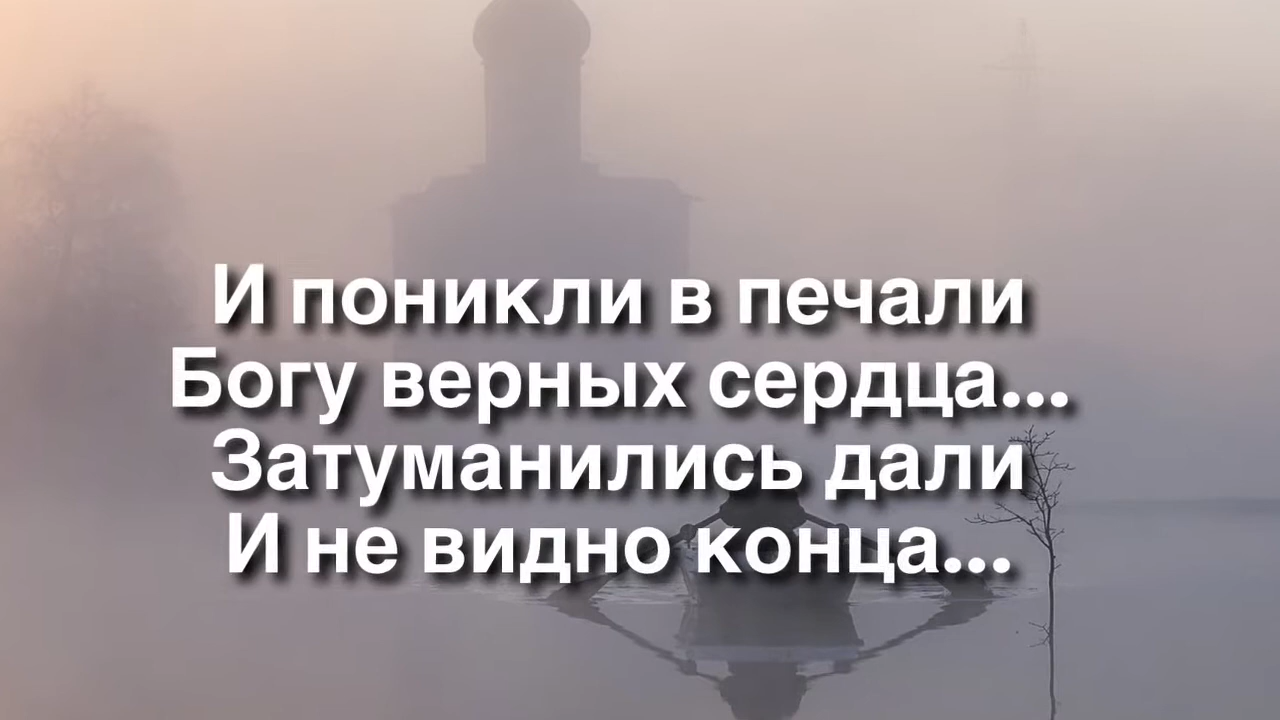 И поникли в печали
Богу верных сердца...
Затуманились дали
И не видно конца...